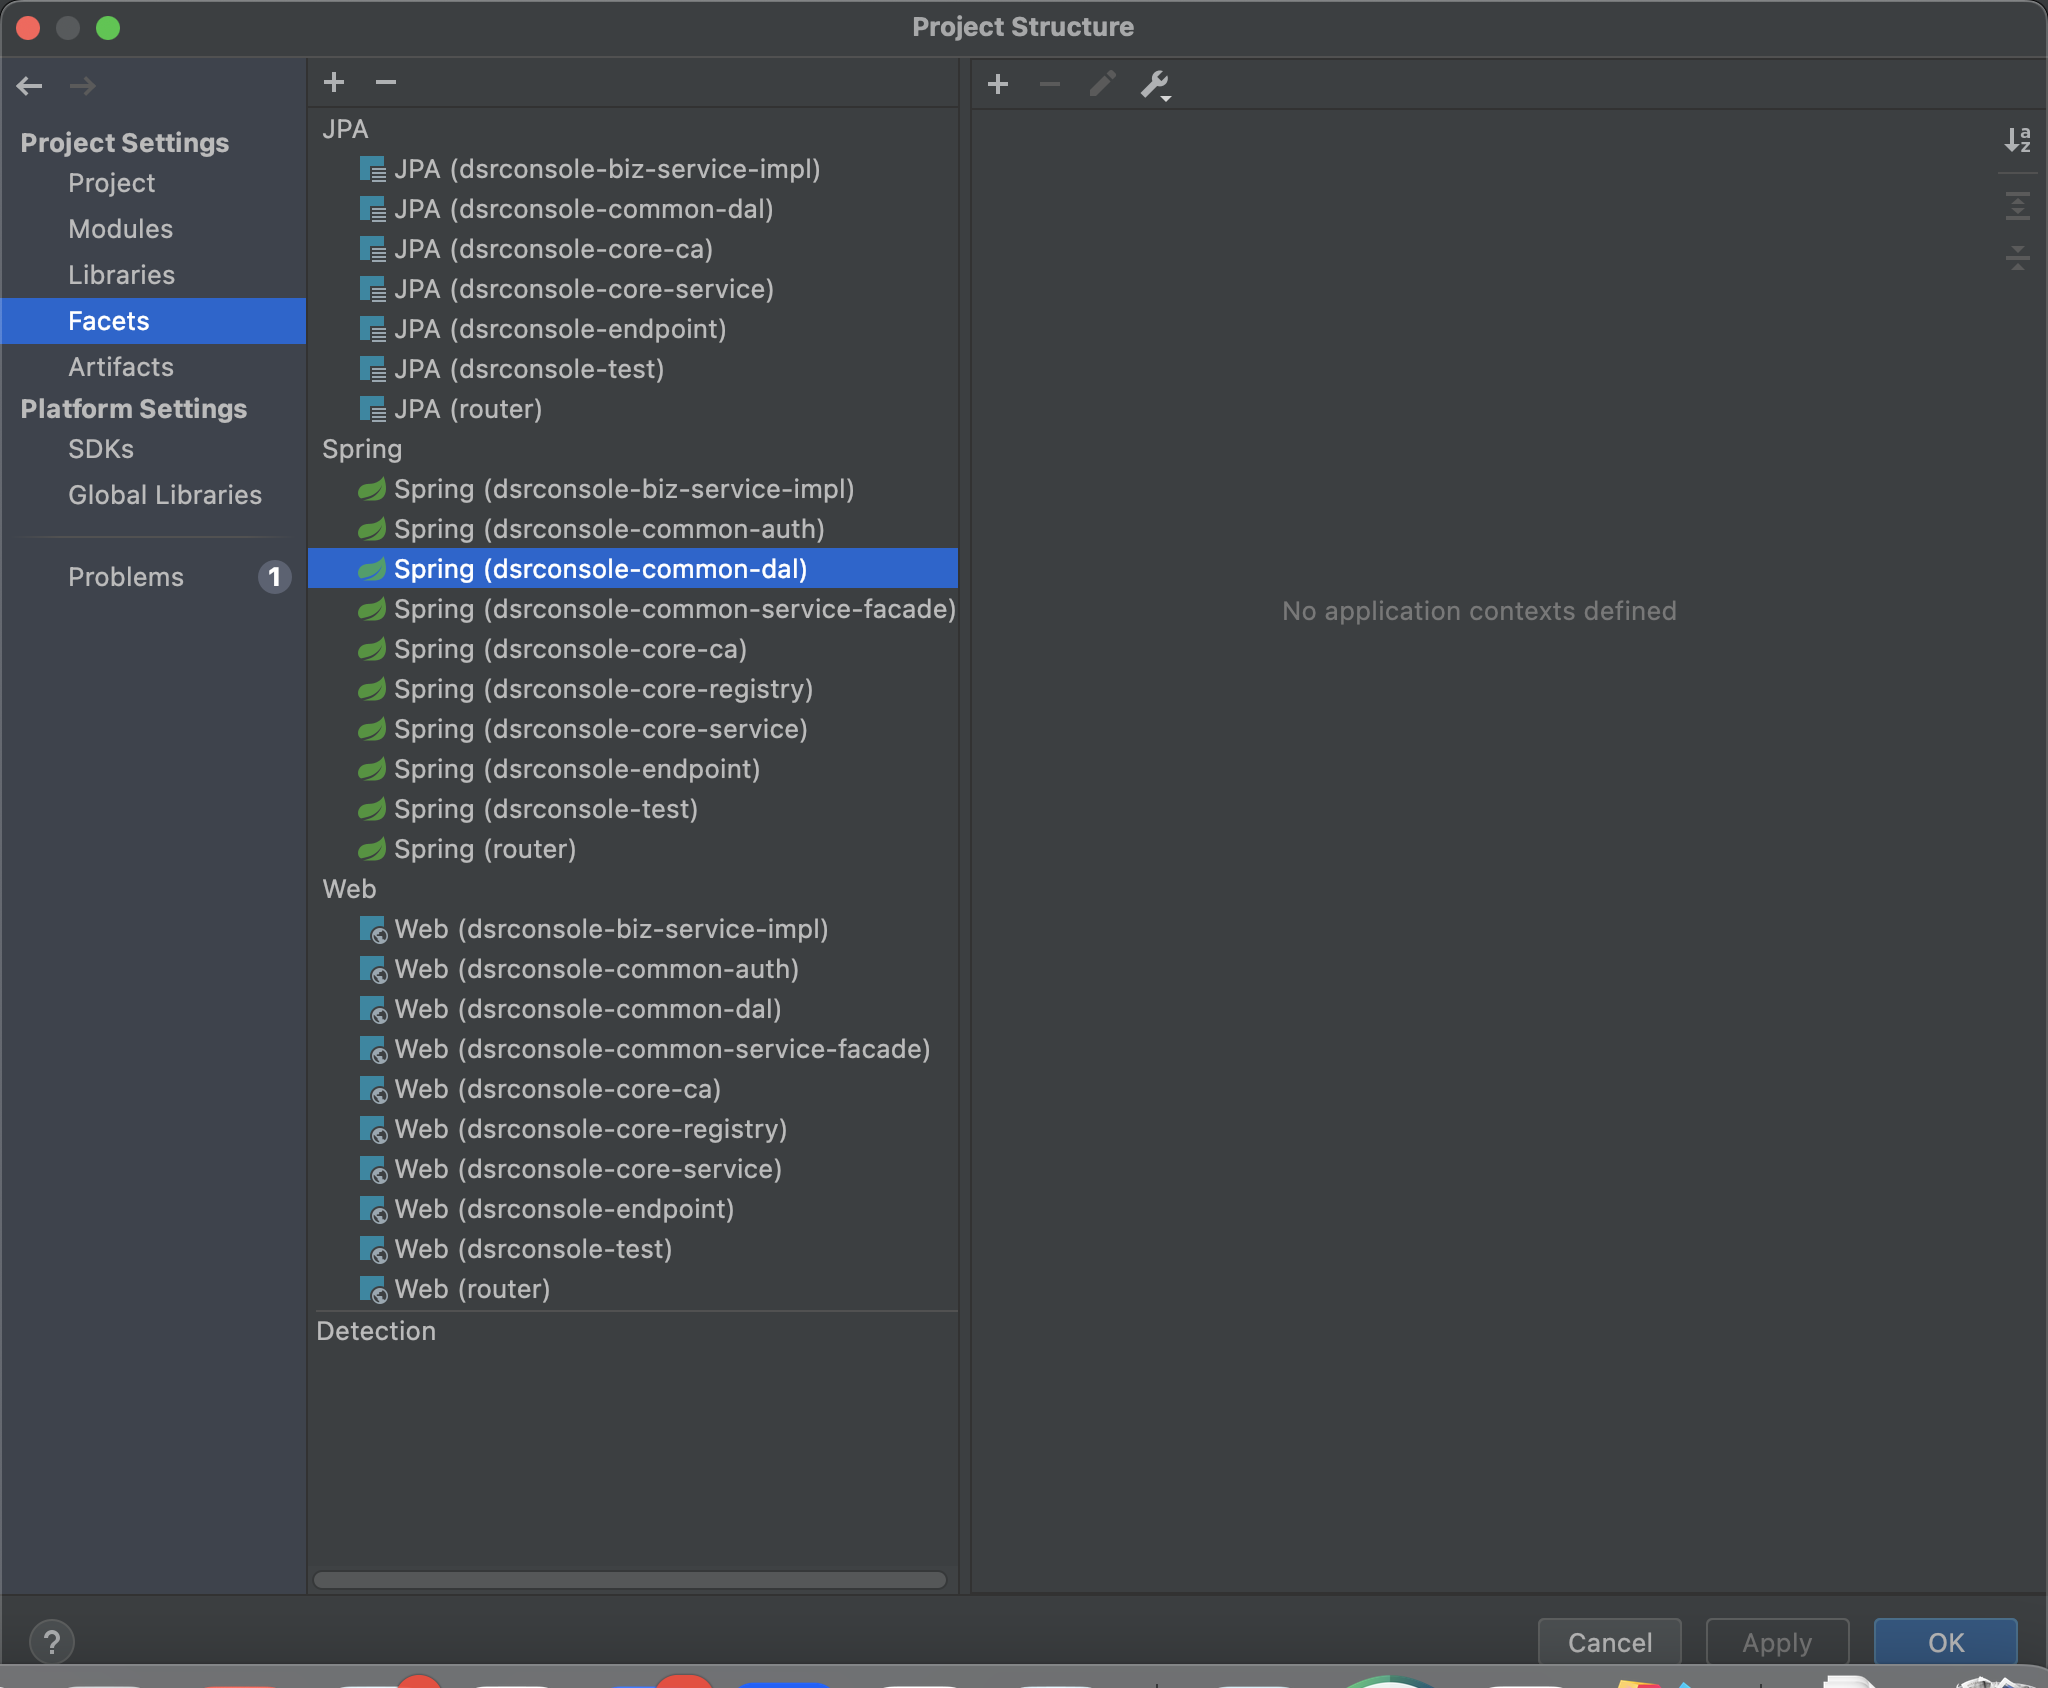 Project Structure
Project Settings
Project
Modules
Libraries
Facets
Artifacts
Platform Settings
SDKs
Global Libraries
Problems 1
JPA
JPA (dsrconsole-biz-service-impl)
JPA (dsrconsole-common-dal)
JPA (dsrconsole-core-ca)
JPA (dsrconsole-core-service)
JPA (dsrconsole-endpoint)
JPA (dsrconsole-test)
JPA (router)
Spring
Spring (dsrconsole-biz-service-impl)
Spring (dsrconsole-common-auth)
Spring (dsrconsole-common-dal)
Spring (dsrconsole-common-service-facade)
Spring (dsrconsole-core-ca)
Spring (dsrconsole-core-registry)
Spring (dsrconsole-core-service)
Spring (dsrconsole-endpoint)
Spring (dsrconsole-test)
Spring (router)
Web
Web (dsrconsole-biz-service-impl)
Web (dsrconsole-common-auth)
Web (dsrconsole-common-dal)
Web (dsrconsole-common-service-facade)
Web (dsrconsole-core-ca)
Web (dsrconsole-core-registry)
Web (dsrconsole-core-service)
Web (dsrconsole-endpoint)
Web (dsrconsole-test)
Web (router)
Detection
No application contexts defined
?
Cancel
Apply
OK